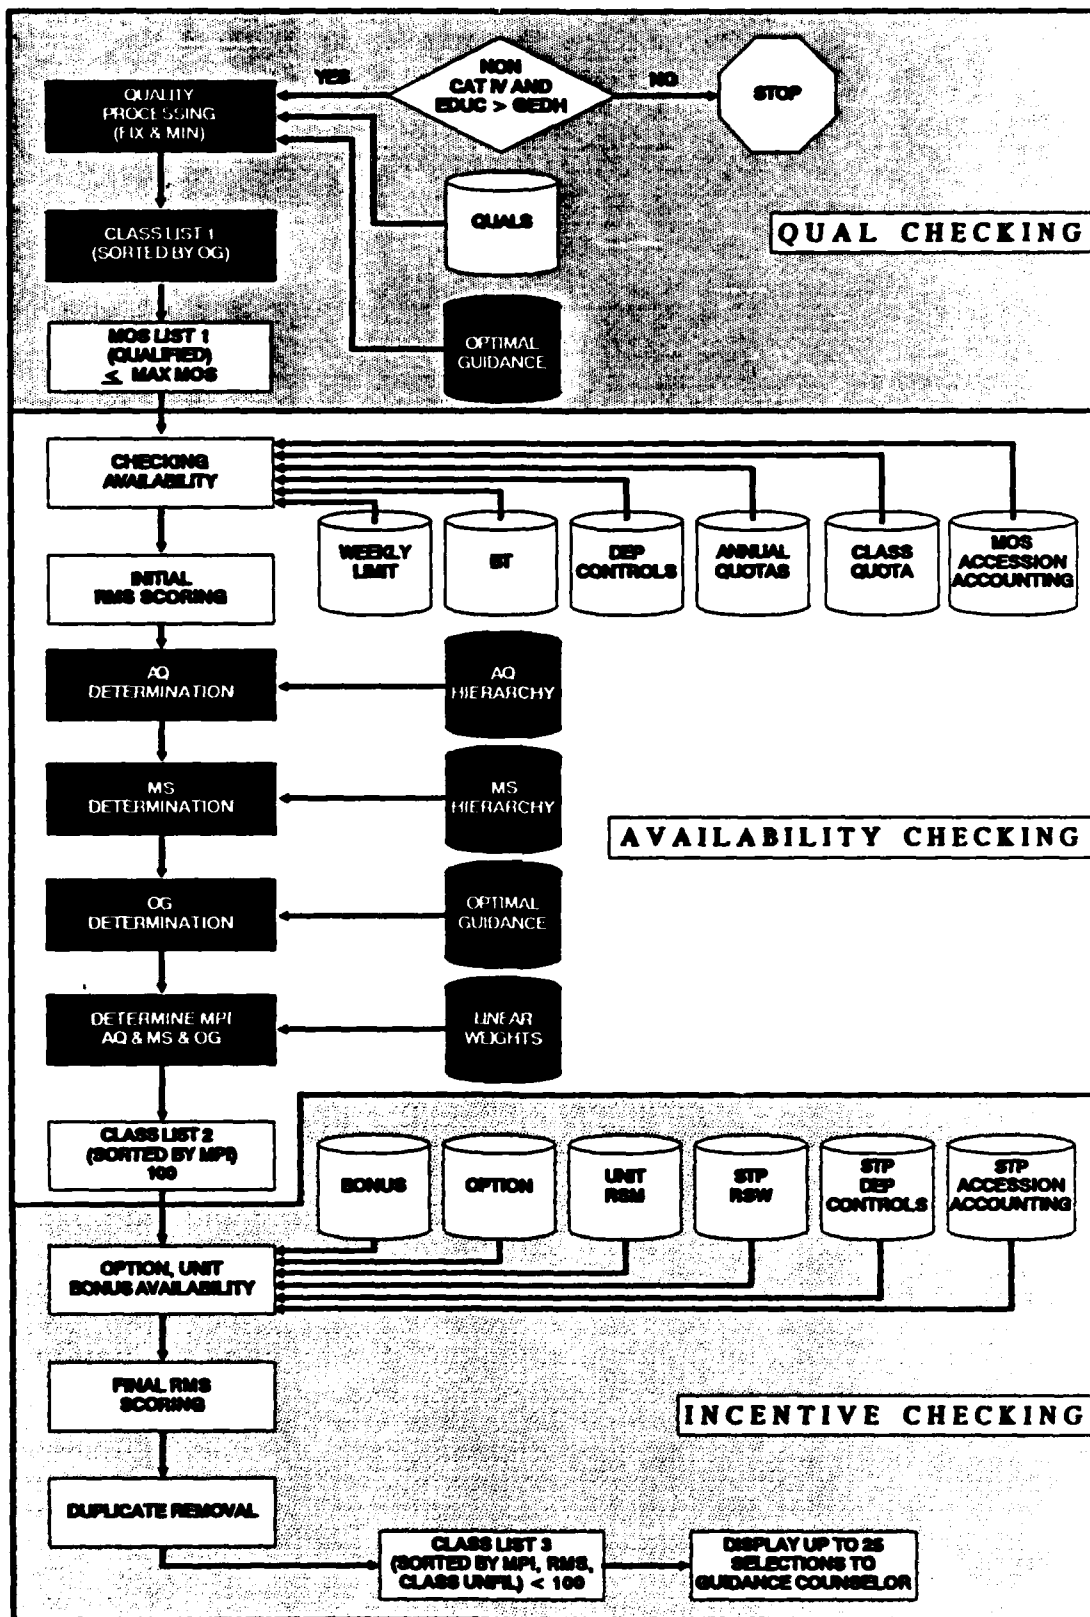 NON
CAT IV AND
EDUC > GEDH
YES
NO
STOP
QUALITY
PROCESSING
(FIX & MIN)
QUALS
QUAL CHECKING
CLASS LIST 1
(SORTED BY OG)
OPTIMAL
GUIDANCE
MOS LIST 1
(QUALIFIED)
≤ MAX MOS
CHECKING
AVAILABILITY
WEEKLY
LIMIT
BT
DEP
CONTROLS
ANNUAL
QUOTAS
CLASS
QUOTA
MOS
ACCESSION
ACCOUNTING
INITIAL
RMS SCORING
AQ
DETERMINATION
AQ
HIERARCHY
MS
DETERMINATION
MS
HIERARCHY
AVAILABILITY CHECKING
OG
DETERMINATION
OPTIMAL
GUIDANCE
DETERMINE MPI
AQ & MS & OG
LINEAR
WEIGHTS
CLASS LIST 2
(SORTED BY MPI)
100
BONUS
OPTION
UNIT
RSM
STP
RSW
STP
DEP
CONTROLS
STP
ACCESSION
ACCOUNTING
OPTION, UNIT
BONUS AVAILABILITY
FINAL RMS
SCORING
INCENTIVE CHECKING
DUPLICATE REMOVAL
CLASS LIST 3
(SORTED BY MPI, RMS,
CLASS UNFIL) < 100
DISPLAY UP TO 25
SELECTIONS TO
GUIDANCE COUNSELOR